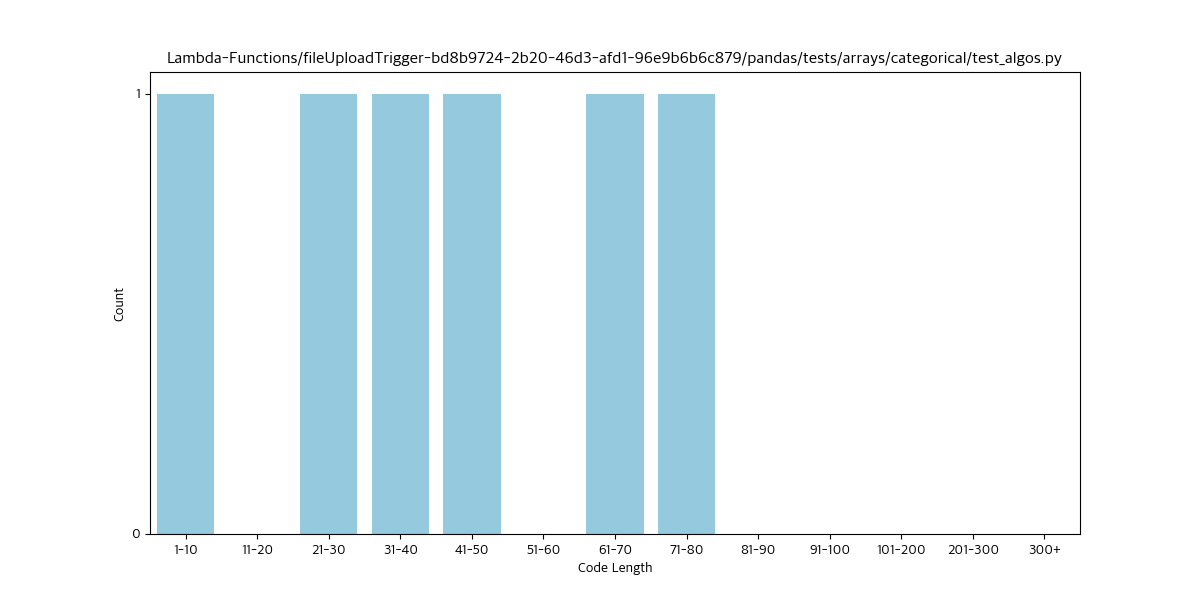 Lambda-Functions/fileUploadTrigger-bd8b9724-2b20-46d3-afd1-96e9b6b6c879/pandas/tests/arrays/categorical/test_algos.py
1
Count
0
1-10 11-20 21-30 31-40 41-50 51-60 61-70 71-80 81-90 91-100 101-200 201-300 300+
Code Length